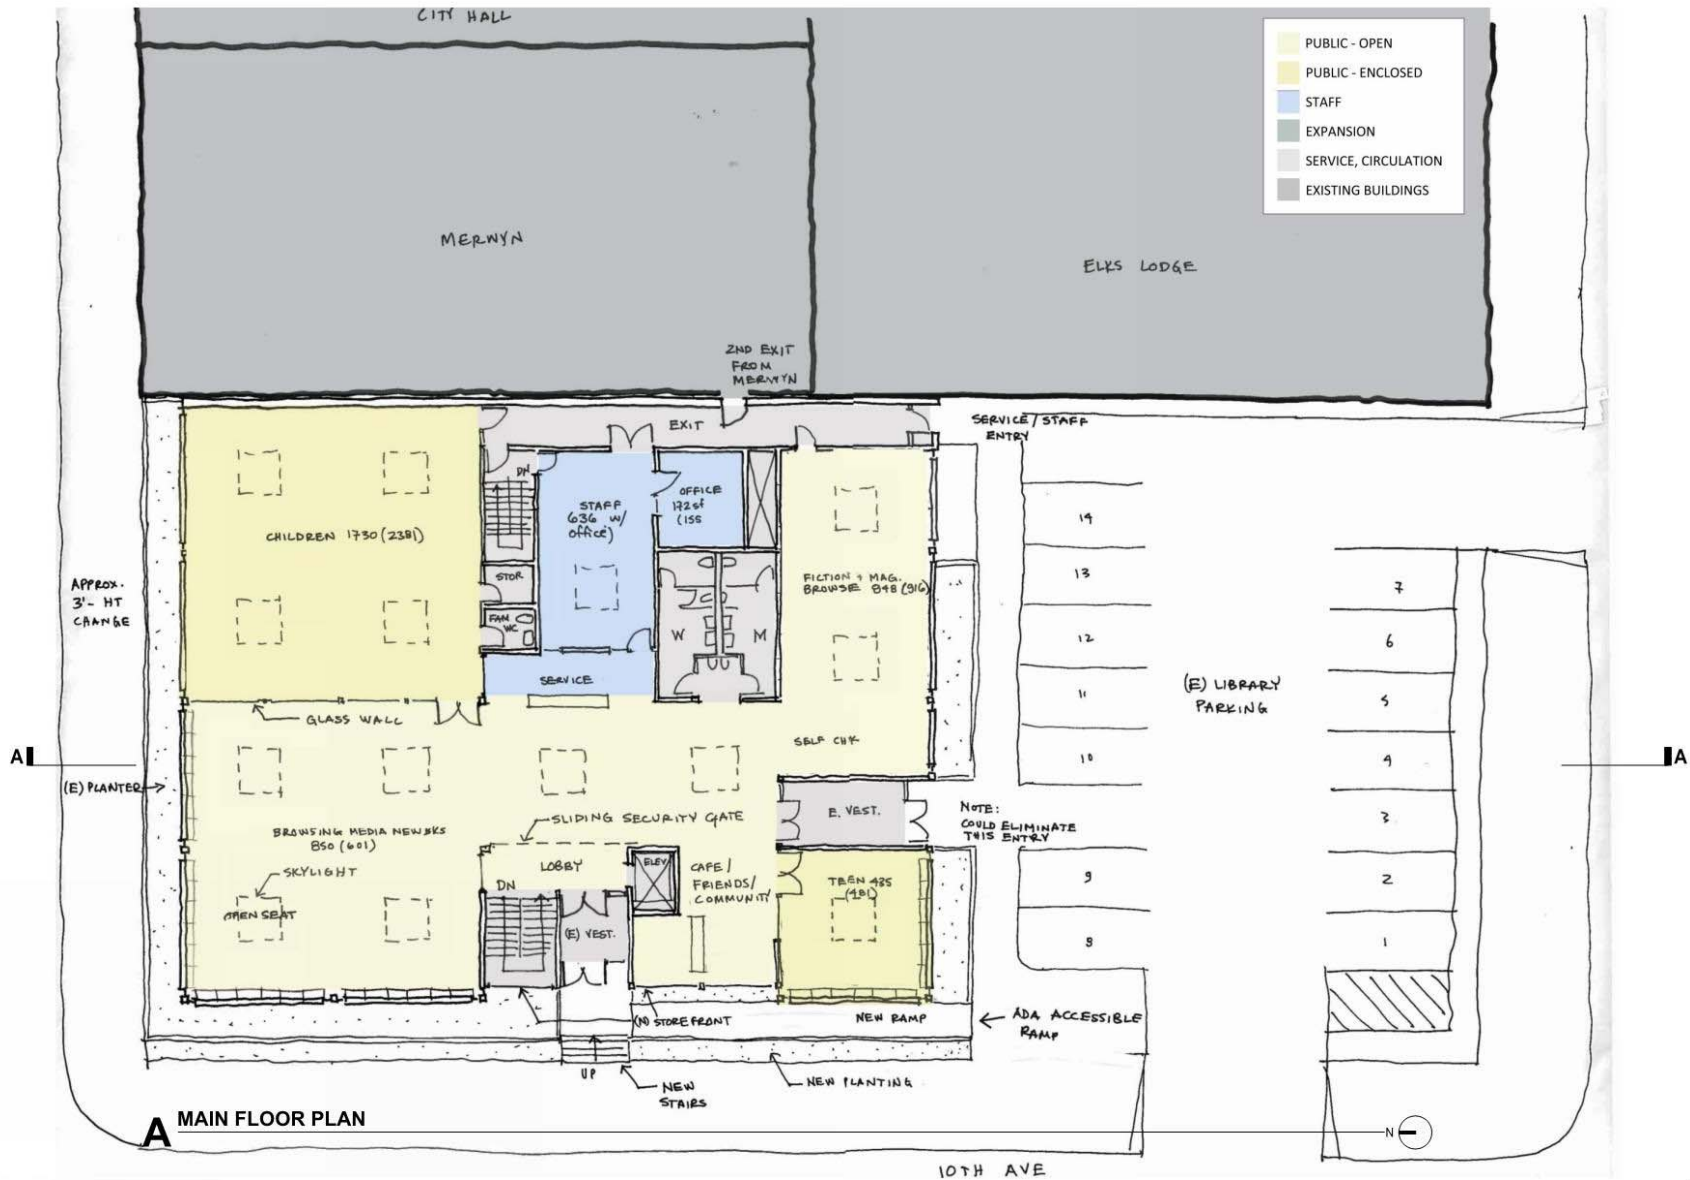 CITY HALL
PUBLIC - OPEN
PUBLIC - ENCLOSED
STAFF
EXPANSION
SERVICE, CIRCULATION
EXISTING BUILDINGS
MERWYN
ELKS LODGE
2ND EXIT
FROM
MERWYN
EXIT
SERVICE/STAFF
ENTRY
DN
STAFF
636 W/
office)
OFFICE
172sf
(155
CHILDREN 1730 (2381)
STOR
FAM
WC
FICTION + MAG.
BROWSE 848 (916)
W
M
SERVICE
APPROX.
3'- HT
CHANGE
GLASS WALL
SELF CHK
A
A
(E) PLANTER
BROWSING MEDIA NEW BKS
850 (601)
SLIDING SECURITY GATE
E. VEST.
NOTE:
COULD ELIMINATE
THIS ENTRY
SKYLIGHT
LOBBY
ELEV
CAFE/
FRIENDS/
COMMUNITY
TEEN 485
(481)
DN
OPEN SEAT
(E) VEST.
(N) STOREFRONT
NEW RAMP
ADA ACCESSIBLE
RAMP
UP
NEW
STAIRS
NEW PLANTING
14
13
12
11
10
9
8
(E) LIBRARY
PARKING
7
6
5
4
3
2
1
A MAIN FLOOR PLAN
N
10TH AVE